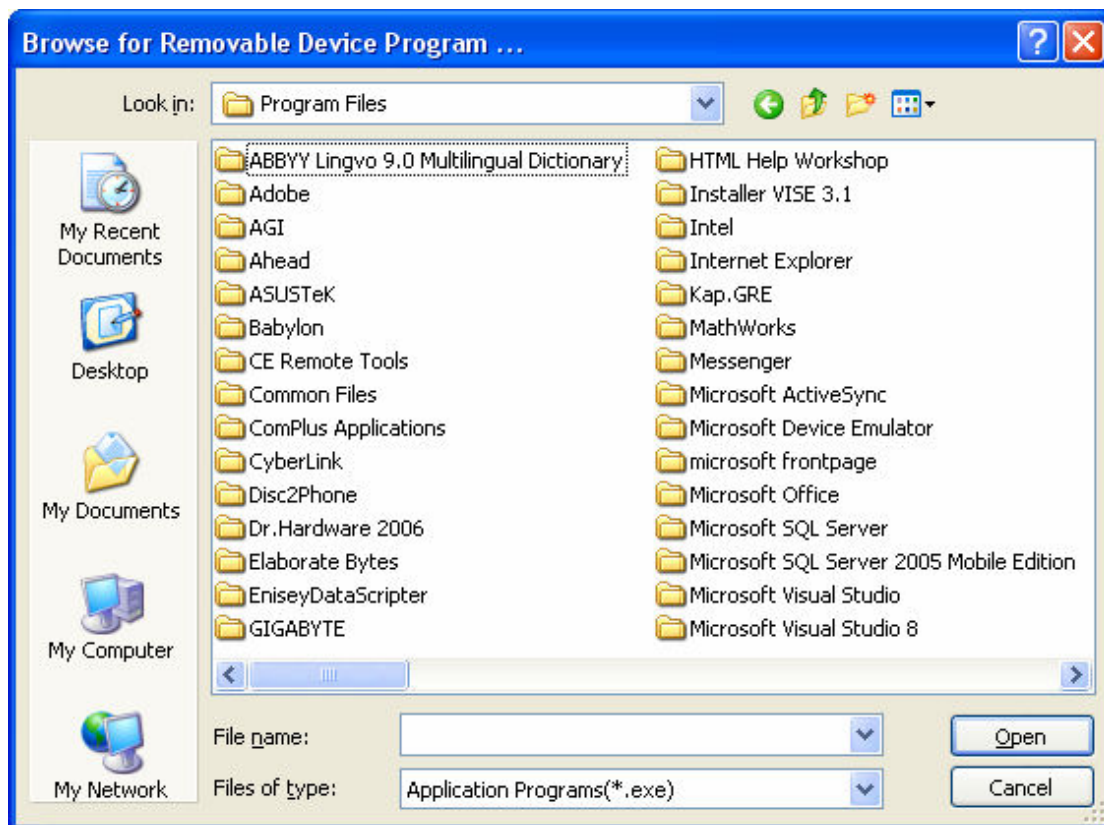 Browse for Removable Device Program ...
Look in:
Program Files
My Recent
Documents
Desktop
My Documents
My Computer
My Network
ABBYY Lingvo 9.0 Multilingual Dictionary
Adobe
AGI
Ahead
ASUSTeK
Babylon
CE Remote Tools
Common Files
ComPlus Applications
CyberLink
Disc2Phone
Dr.Hardware 2006
Elaborate Bytes
EniseyDataScripter
GIGABYTE
HTML Help Workshop
Installer VISE 3.1
Intel
Internet Explorer
Kap.GRE
MathWorks
Messenger
Microsoft ActiveSync
Microsoft Device Emulator
microsoft frontpage
Microsoft Office
Microsoft SQL Server
Microsoft SQL Server 2005 Mobile Edition
Microsoft Visual Studio
Microsoft Visual Studio 8
File name:
Open
Files of type:
Application Programs(*.exe)
Cancel